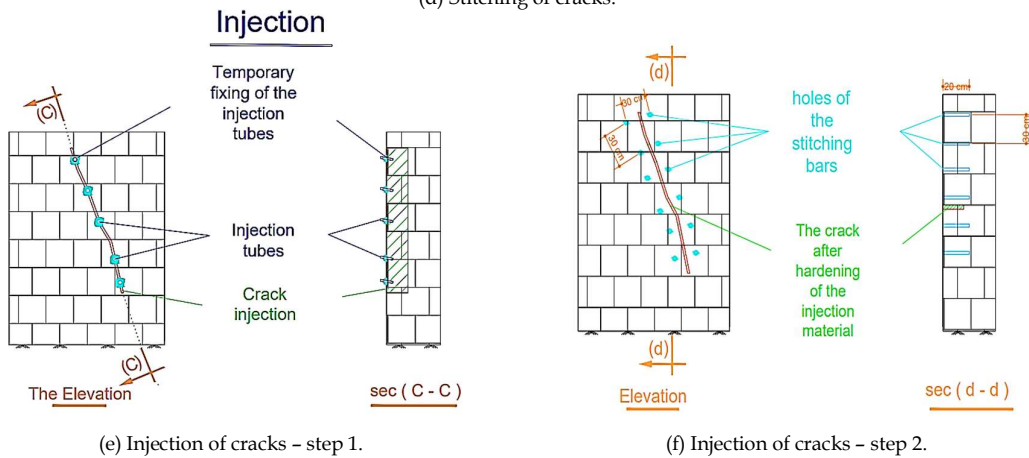 (d) Stitching of cracks.
Injection
Temporary
fixing of the
injection
tubes
(C)
Injection
tubes
Crack
injection
(C)
The Elevation
sec ( C - C )
(e) Injection of cracks – step 1.
(d)
30 cm
30 cm
holes of
the
stitching
bars
20 cm
30 cm
The crack
after
hardening
of the
injection
material
(d)
Elevation
sec ( d - d )
(f) Injection of cracks – step 2.